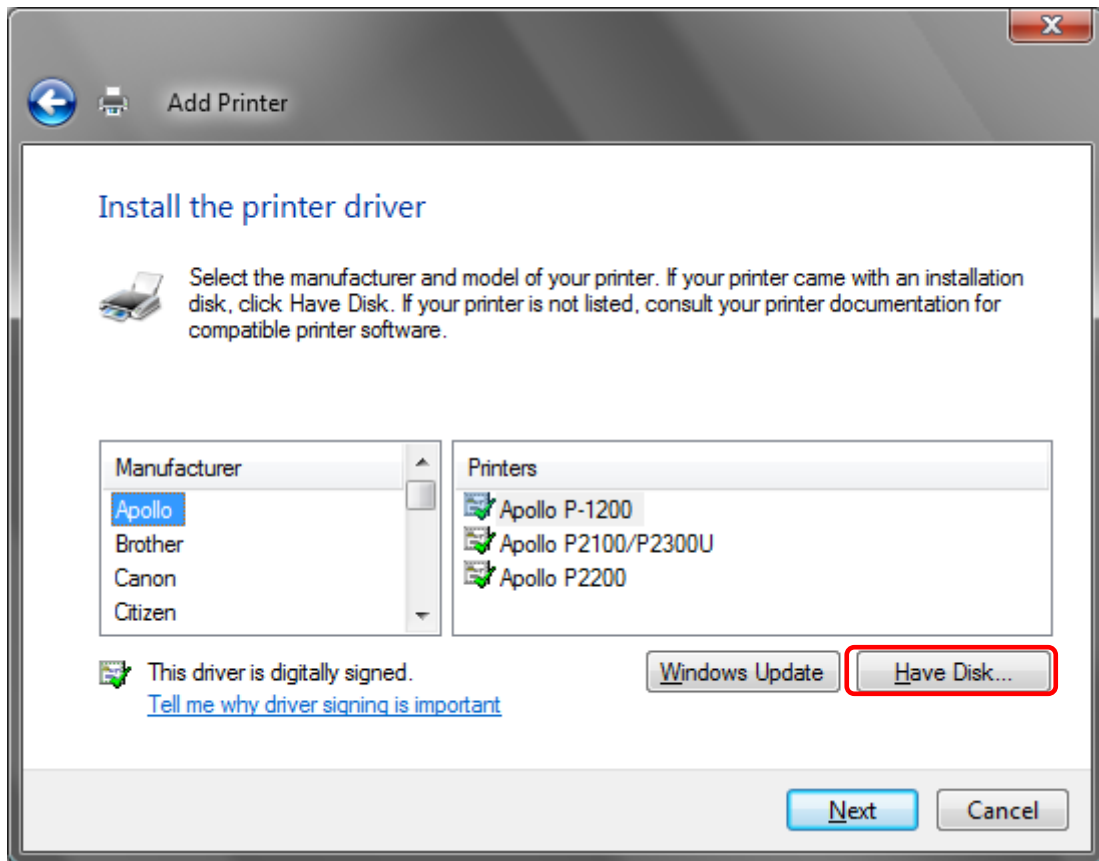 Add Printer
Install the printer driver
Select the manufacturer and model of your printer. If your printer came with an installation
disk, click Have Disk. If your printer is not listed, consult your printer documentation for
compatible printer software.
Manufacturer
Apollo
Brother
Canon
Citizen
Printers
Apollo P-1200
Apollo P2100/P2300U
Apollo P2200
This driver is digitally signed.
Tell me why driver signing is important
Windows Update
Have Disk...
Next
Cancel